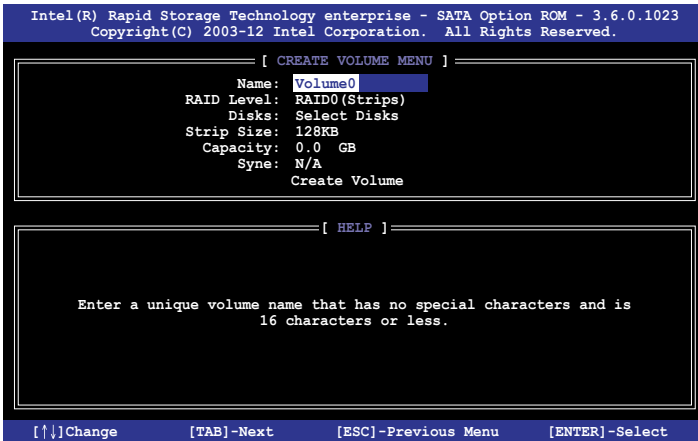 Intel(R) Rapid Storage Technology enterprise - SATA Option ROM - 3.6.0.1023
Copyright(C) 2003-12 Intel Corporation. All Rights Reserved.
[ CREATE VOLUME MENU ]
Name: Volume0
RAID Level: RAID0(Strips)
Disks: Select Disks
Strip Size: 128KB
Capacity: 0.0 GB
Syne: N/A
Create Volume
[ HELP ]
Enter a unique volume name that has no special characters and is
16 characters or less.
[↑↓]Change [TAB]-Next [ESC]-Previous Menu [ENTER]-Select